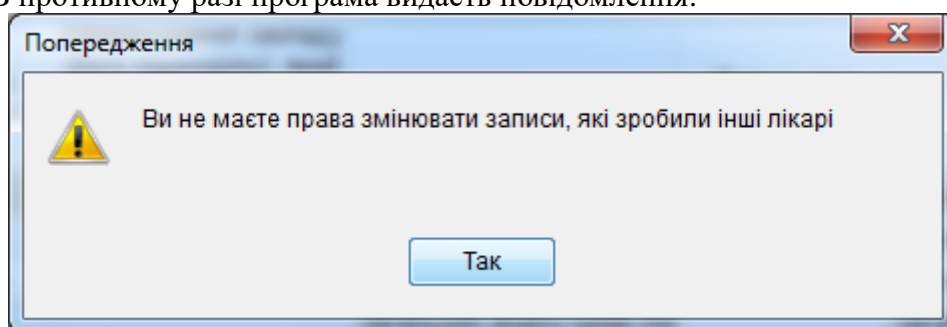 В противному разі програма видасть повідомлення:
Попередження
Ви не маєте права змінювати записи, які зробили інші лікарі
Так